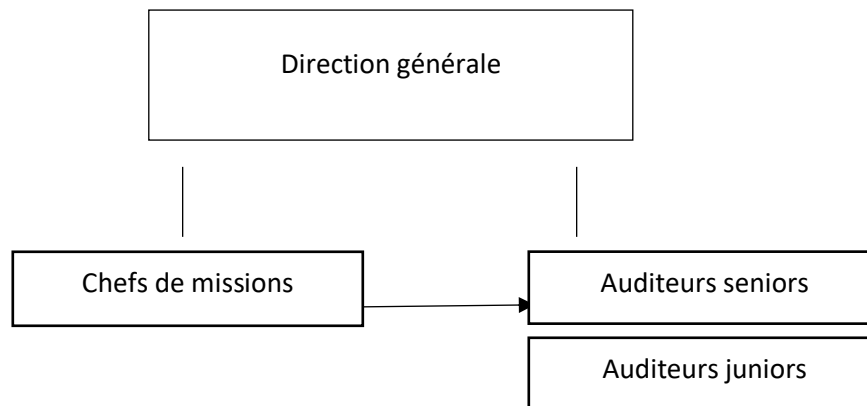 Direction générale
Chefs de missions
Auditeurs seniors
Auditeurs juniors